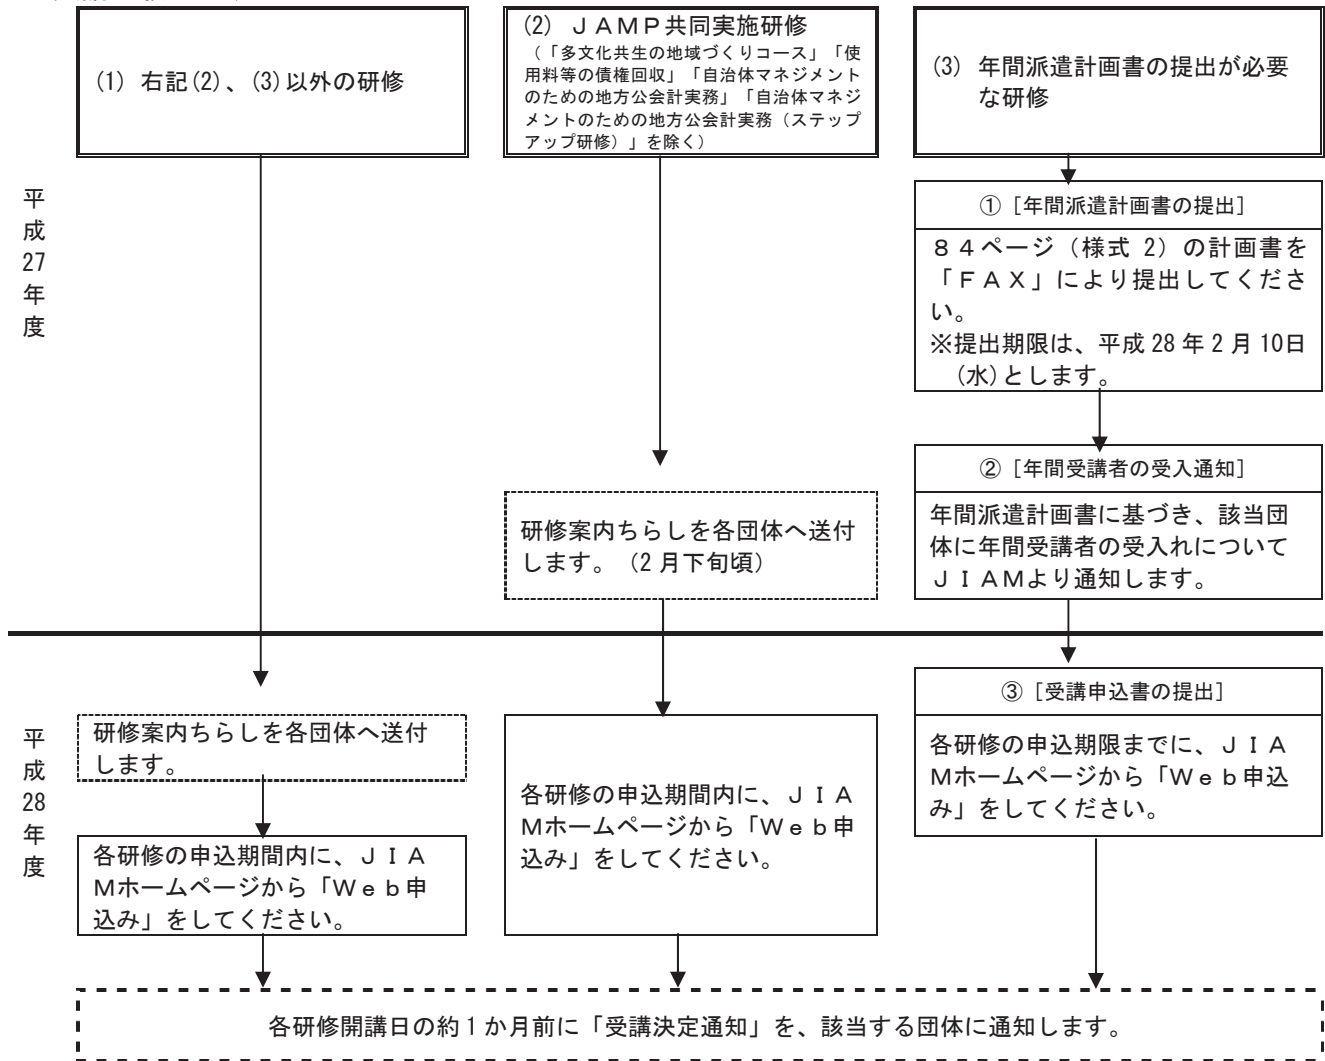 (1) 右記(2)、(3)以外の研修
(2) ＪＡＭＰ共同実施研修
（「多文化共生の地域づくりコース」「使
用料等の債権回収」「自治体マネジメント
のための地方公会計実務」「自治体マネジ
メントのための地方公会計実務（ステップ
アップ研修）」を除く）
(3) 年間派遣計画書の提出が必要
な研修
平
成
27
年
度
①［年間派遣計画書の提出］
８４ページ（様式 2）の計画書を
「ＦＡＸ」により提出してくださ
い。
※提出期限は、平成 28 年 2 月 10日
(水)とします。
②［年間受講者の受入通知］
年間派遣計画書に基づき、該当団
体に年間受講者の受入れについて
ＪＩＡＭより通知します。
研修案内ちらしを各団体へ送付
します。（2 月下旬頃）
平
成
28
年
度
研修案内ちらしを各団体へ送付
します。
各研修の申込期間内に、ＪＩＡ
Ｍホームページから「Ｗｅｂ申
込み」をしてください。
各研修の申込期間内に、ＪＩＡ
Ｍホームページから「Ｗｅｂ申
込み」をしてください。
③［受講申込書の提出］
各研修の申込期限までに、ＪＩＡ
Ｍホームページから「Ｗｅｂ申込
み」をしてください。
各研修開講日の約１か月前に「受講決定通知」を、該当する団体に通知します。